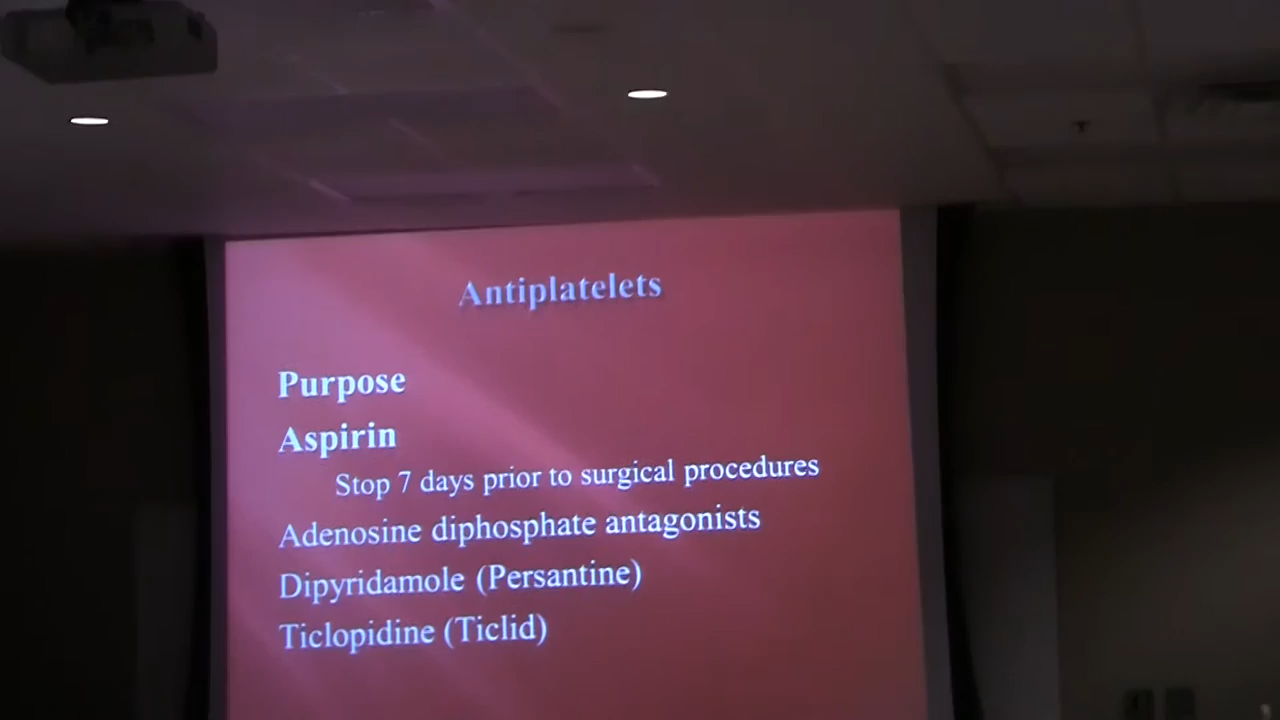 Antiplatelets
Purpose
Aspirin
Stop 7 days prior to surgical procedures
Adenosine diphosphate antagonists
Dipyridamole (Persantine)
Ticlopidine (Ticlid)